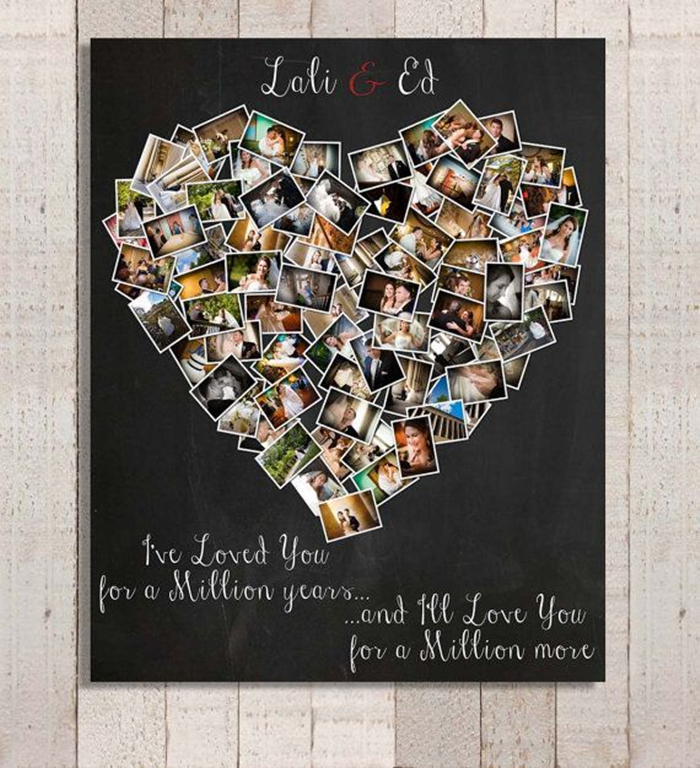 Lali & Ed
I've Loved You
for a Million years...
...and I'll Love You
for a Million more